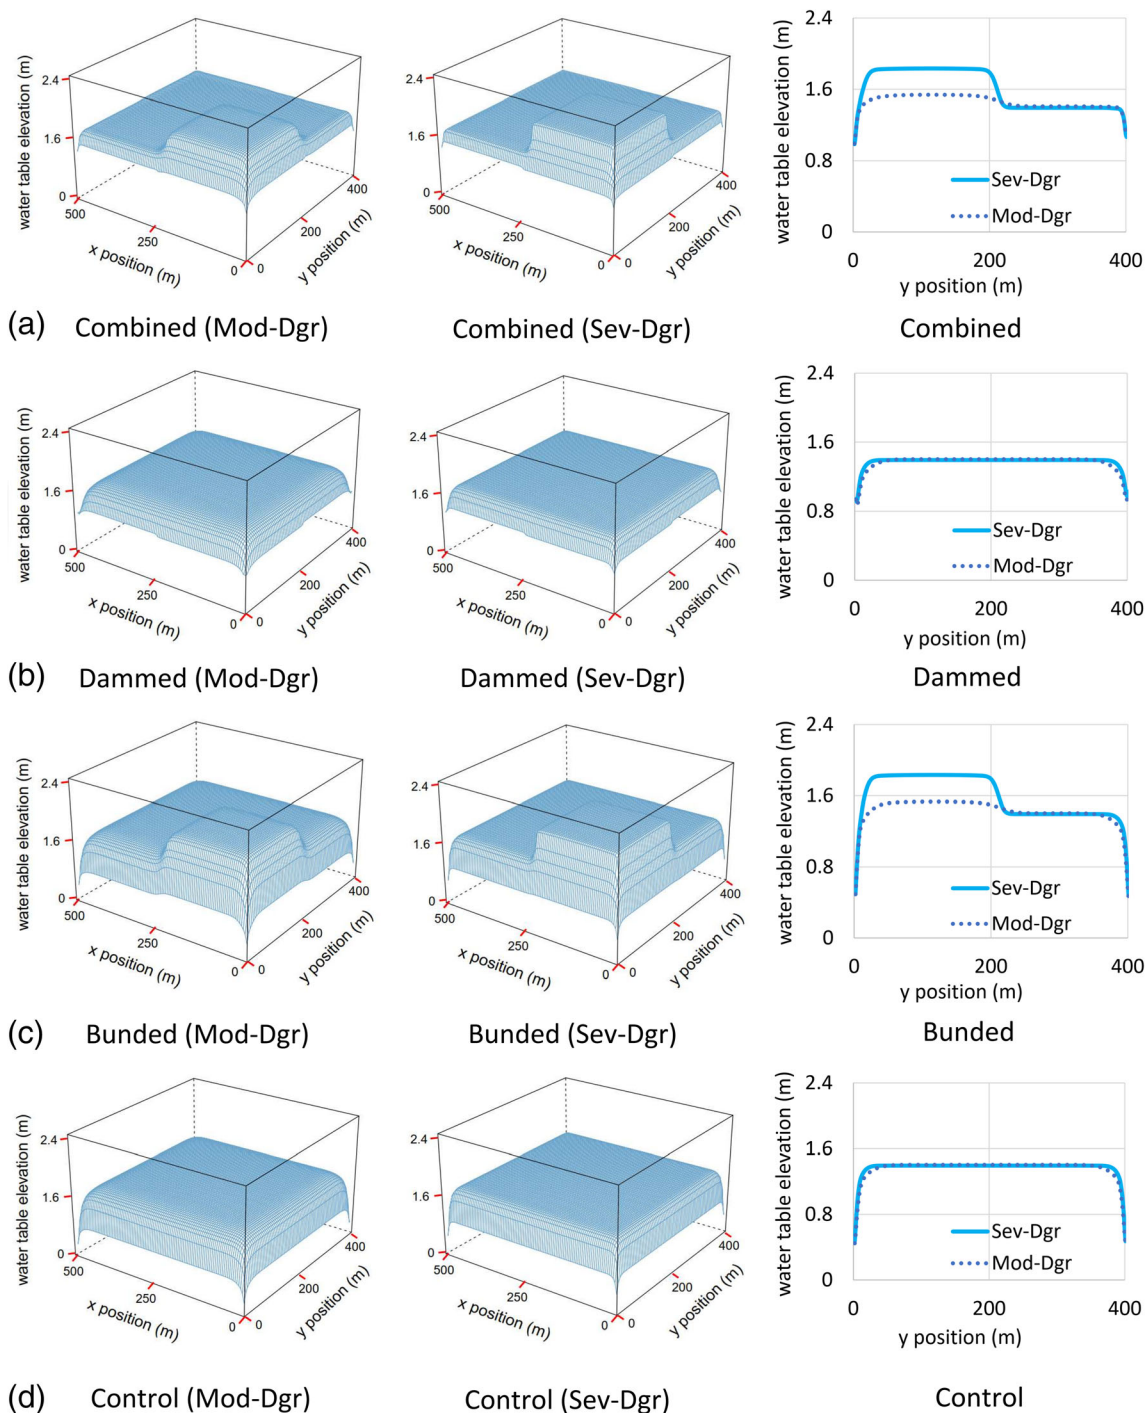 water table elevation (m)
2.4
1.6
0
500
250
0
x position (m)
0
200
400
y position (m)
water table elevation (m)
2.4
1.6
0
500
250
0
x position (m)
0
200
400
y position (m)
water table elevation (m)
2.4
1.6
0.8
0
Sev-Dgr
Mod-Dgr
0 200 400
y position (m)
(a) Combined (Mod-Dgr) Combined (Sev-Dgr) Combined
water table elevation (m)
2.4
1.6
0
500
250
0
x position (m)
0
200
400
y position (m)
water table elevation (m)
2.4
1.6
0
500
250
0
x position (m)
0
200
400
y position (m)
water table elevation (m)
2.4
1.6
0.8
0
Sev-Dgr
Mod-Dgr
0 200 400
y position (m)
(b) Dammed (Mod-Dgr) Dammed (Sev-Dgr) Dammed
water table elevation (m)
2.4
1.6
0
500
250
0
x position (m)
0
200
400
y position (m)
water table elevation (m)
2.4
1.6
0
500
250
0
x position (m)
0
200
400
y position (m)
water table elevation (m)
2.4
1.6
0.8
0
Sev-Dgr
Mod-Dgr
0 200 400
y position (m)
(c) Bunded (Mod-Dgr) Bunded (Sev-Dgr) Bunded
water table elevation (m)
2.4
1.6
0
500
250
0
x position (m)
0
200
400
y position (m)
water table elevation (m)
2.4
1.6
0
500
250
0
x position (m)
0
200
400
y position (m)
water table elevation (m)
2.4
1.6
0.8
0
Sev-Dgr
Mod-Dgr
0 200 400
y position (m)
(d) Control (Mod-Dgr) Control (Sev-Dgr) Control